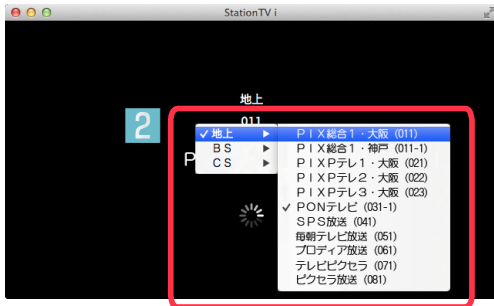 StationTV i
2
地上
011
P
✓地上 ▶
BS ▶
CS ▶
PIX総合1・大阪 (011)
PIX総合1・神戸 (011-1)
PIXPテレ1・大阪 (021)
PIXPテレ2・大阪 (022)
PIXPテレ3・大阪 (023)
✓ PONテレビ (031-1)
SPS放送 (041)
毎朝テレビ放送 (051)
プロディア放送 (061)
テレビピクセラ (071)
ピクセラ放送 (081)